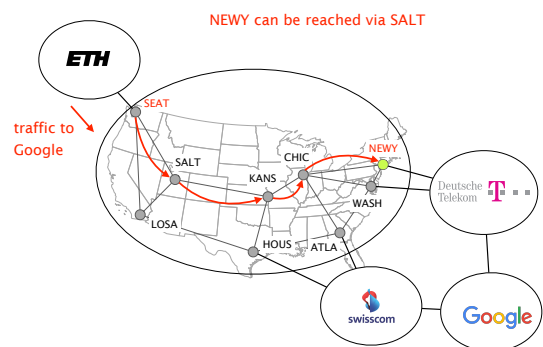 NEWY can be reached via SALT
ETH
SEAT
traffic to
Google
NEWY
CHIC
SALT
KANS
Deutsche
Telekom
T
WASH
LOSA
HOUS
ATLA
swisscom
Google